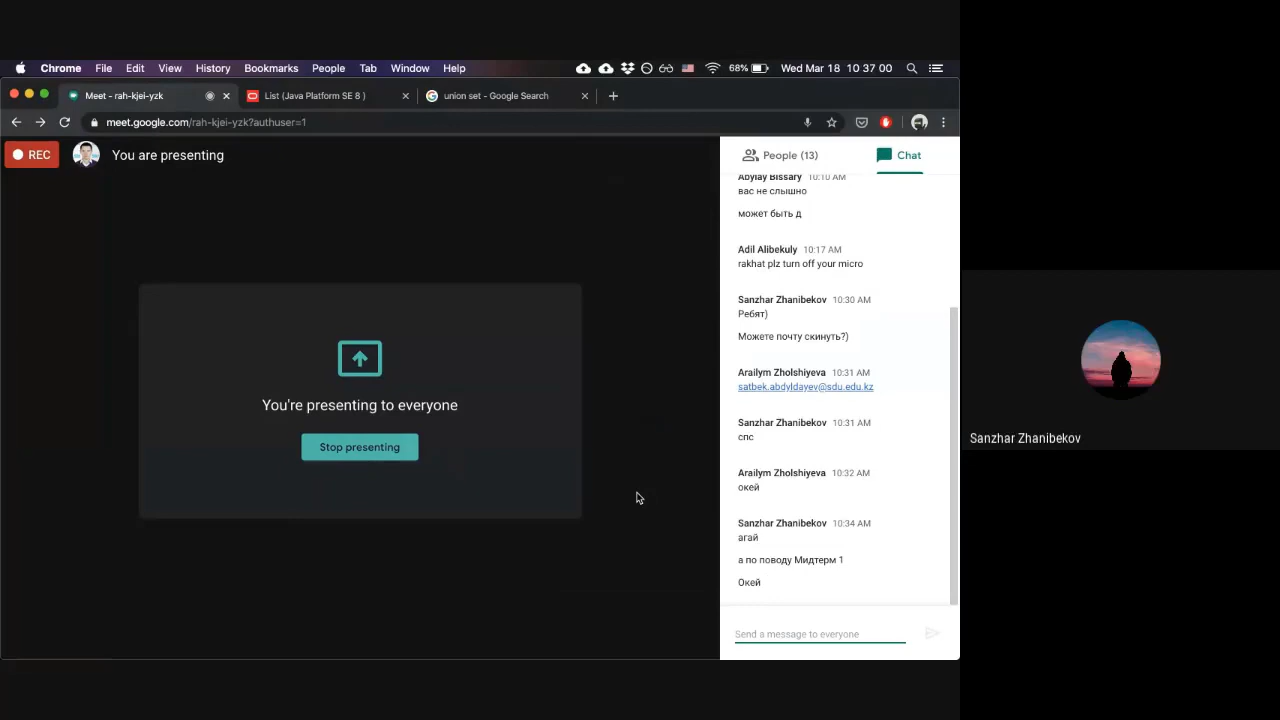 Chrome File Edit View History Bookmarks People Tab Window Help 68% Wed Mar 18 10 37 00
Meet - rah-kjei-yzk List (Java Platform SE 8 ) union set - Google Search
meet.google.com/rah-kjei-yzk?authuser=1
REC You are presenting
People (13) Chat
Abylay Bissary 10:10 AM
вас не слышно
может быть д
Adil Alibekuly 10:17 AM
rakhat plz turn off your micro
Sanzhar Zhanibekov 10:30 AM
Ребят)
Можете почту скинуть?)
Arailym Zholshiyeva 10:31 AM
satbek.abdyldayev@sdu.edu.kz
Sanzhar Zhanibekov 10:31 AM
спс
Arailym Zholshiyeva 10:32 AM
окей
Sanzhar Zhanibekov 10:34 AM
агай
а по поводу Мидтерм 1
Окей
Send a message to everyone
You're presenting to everyone
Stop presenting
Sanzhar Zhanibekov